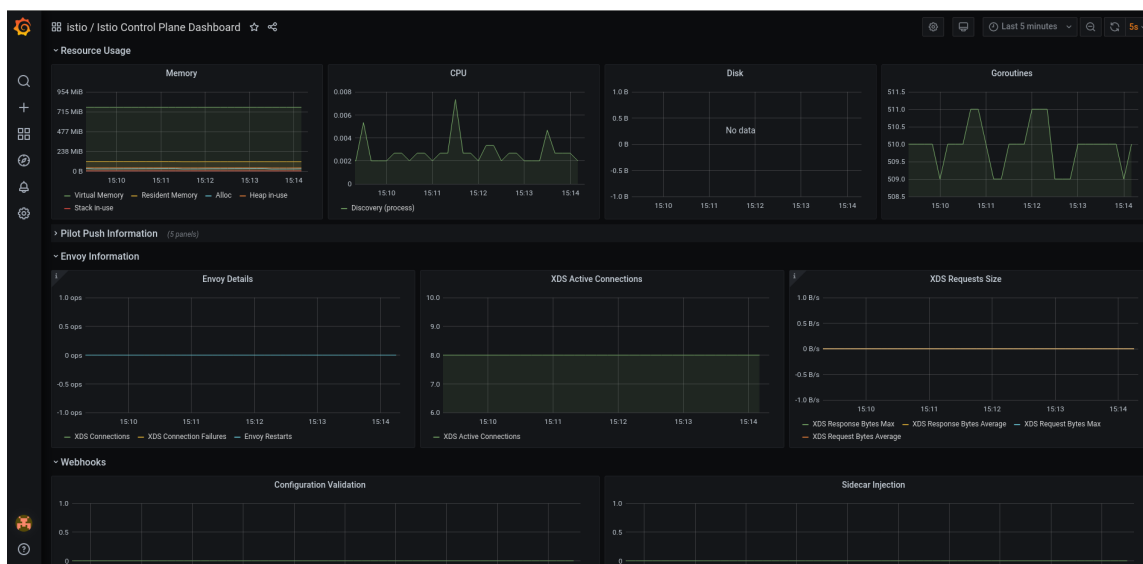 istio / Istio Control Plane Dashboard
Last 5 minutes
5s
Resource Usage
Memory
954 MiB
715 MiB
477 MiB
238 MiB
0 B
15:10 15:11 15:12 15:13 15:14
Virtual Memory Resident Memory Alloc Heap in-use
Stack in-use
CPU
0.008
0.006
0.004
0.002
0
15:10 15:11 15:12 15:13 15:14
Discovery (process)
Disk
1.0 B
0.5 B
0 B
-0.5 B
-1.0 B
No data
15:10 15:11 15:12 15:13 15:14
Goroutines
511.5
511.0
510.5
510.0
509.5
509.0
508.5
15:10 15:11 15:12 15:13 15:14
Pilot Push Information (5 panels)
Envoy Information
i
Envoy Details
1.0 ops
0.5 ops
0 ops
-0.5 ops
-1.0 ops
15:10 15:11 15:12 15:13 15:14
XDS Connections XDS Connection Failures Envoy Restarts
XDS Active Connections
10.0
9.0
8.0
7.0
6.0
15:10 15:11 15:12 15:13 15:14
XDS Active Connections
i
XDS Requests Size
1.0 B/s
0.5 B/s
0 B/s
-0.5 B/s
-1.0 B/s
15:10 15:11 15:12 15:13 15:14
XDS Response Bytes Max XDS Response Bytes Average XDS Request Bytes Max
XDS Request Bytes Average
Webhooks
Configuration Validation
1.0
0.5
0
Sidecar Injection
1.0
0.5
0